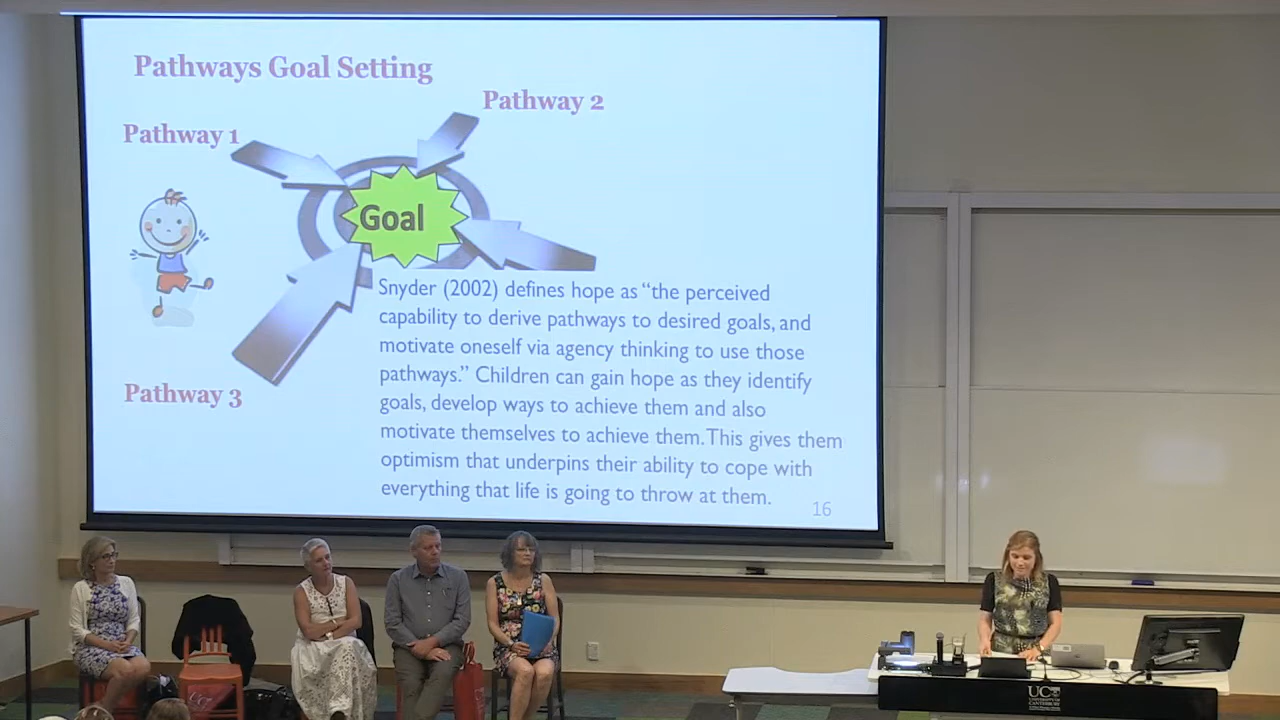 Pathways Goal Setting
Pathway 2
Pathway 1
Goal
Snyder (2002) defines hope as “the perceived
capability to derive pathways to desired goals, and
motivate oneself via agency thinking to use those
pathways.” Children can gain hope as they identify
goals, develop ways to achieve them and also
motivate themselves to achieve them. This gives them
optimism that underpins their ability to cope with
everything that life is going to throw at them.
Pathway 3
16
UC
UNIVERSITY OF
CANTERBURY